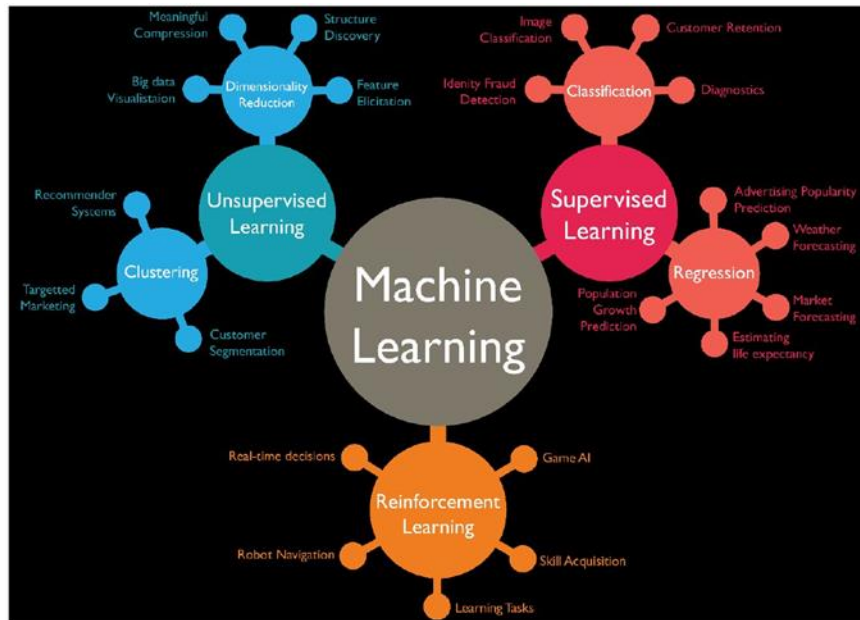 Meaningful
Compression
Structure
Discovery
Big data
Visualistaion
Dimensionality
Reduction
Feature
Elicitation
Unsupervised
Learning
Recommender
Systems
Clustering
Targetted
Marketing
Customer
Segmentation
Image
Classification
Customer Retention
Idenity Fraud
Detection
Classification
Diagnostics
Supervised
Learning
Advertising Popularity
Prediction
Weather
Forecasting
Regression
Population
Growth
Prediction
Market
Forecasting
Estimating
life expectancy
Machine
Learning
Real-time decisions
Game AI
Reinforcement
Learning
Robot Navigation
Skill Acquisition
Learning Tasks